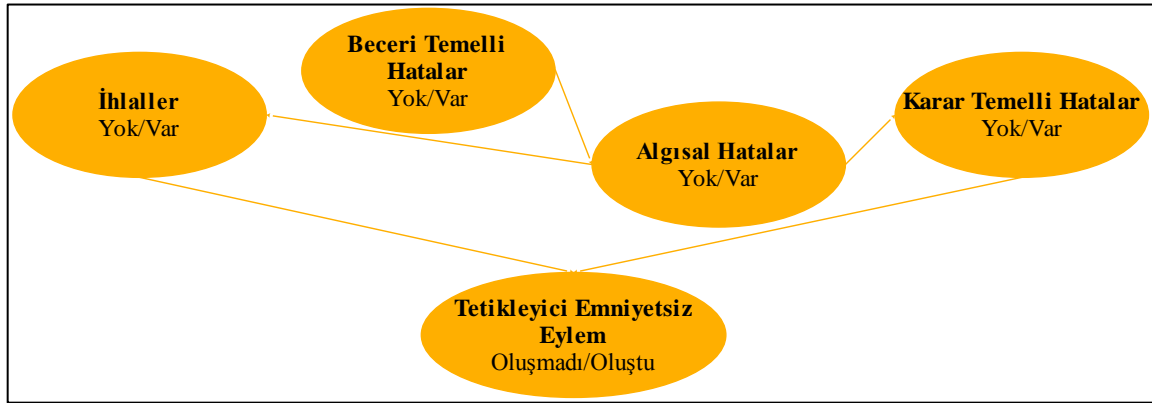 İhlaller
Yok/Var
Beceri Temelli
Hatalar
Yok/Var
Algısal Hatalar
Yok/Var
Karar Temelli Hatalar
Yok/Var
Tetikleyici Emniyetsiz
Eylem
Oluşmadı/Oluştu